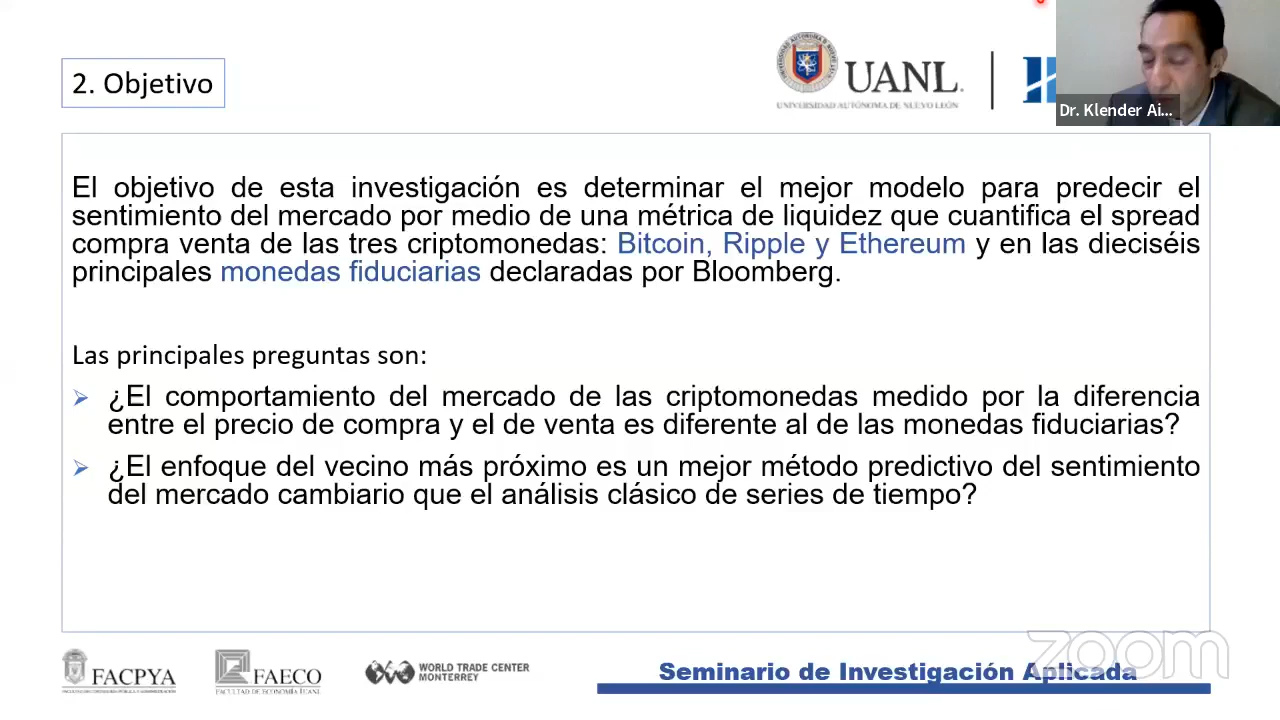 2. Objetivo
UANL
UNIVERSIDAD AUTÓNOMA DE NUEVO LEÓN
Dr. Klender Ai...
El objetivo de esta investigación es determinar el mejor modelo para predecir el
sentimiento del mercado por medio de una métrica de liquidez que cuantifica el spread
compra venta de las tres criptomonedas: Bitcoin, Ripple y Ethereum y en las dieciséis
principales monedas fiduciarias declaradas por Bloomberg.
Las principales preguntas son:
¿El comportamiento del mercado de las criptomonedas medido por la diferencia
entre el precio de compra y el de venta es diferente al de las monedas fiduciarias?
¿El enfoque del vecino más próximo es un mejor método predictivo del sentimiento
del mercado cambiario que el análisis clásico de series de tiempo?
FACPYA
FAECO
FACULTAD DE ECONOMÍA UANL
WORLD TRADE CENTER
MONTERREY
Seminario de Investigación Aplicada
zoom